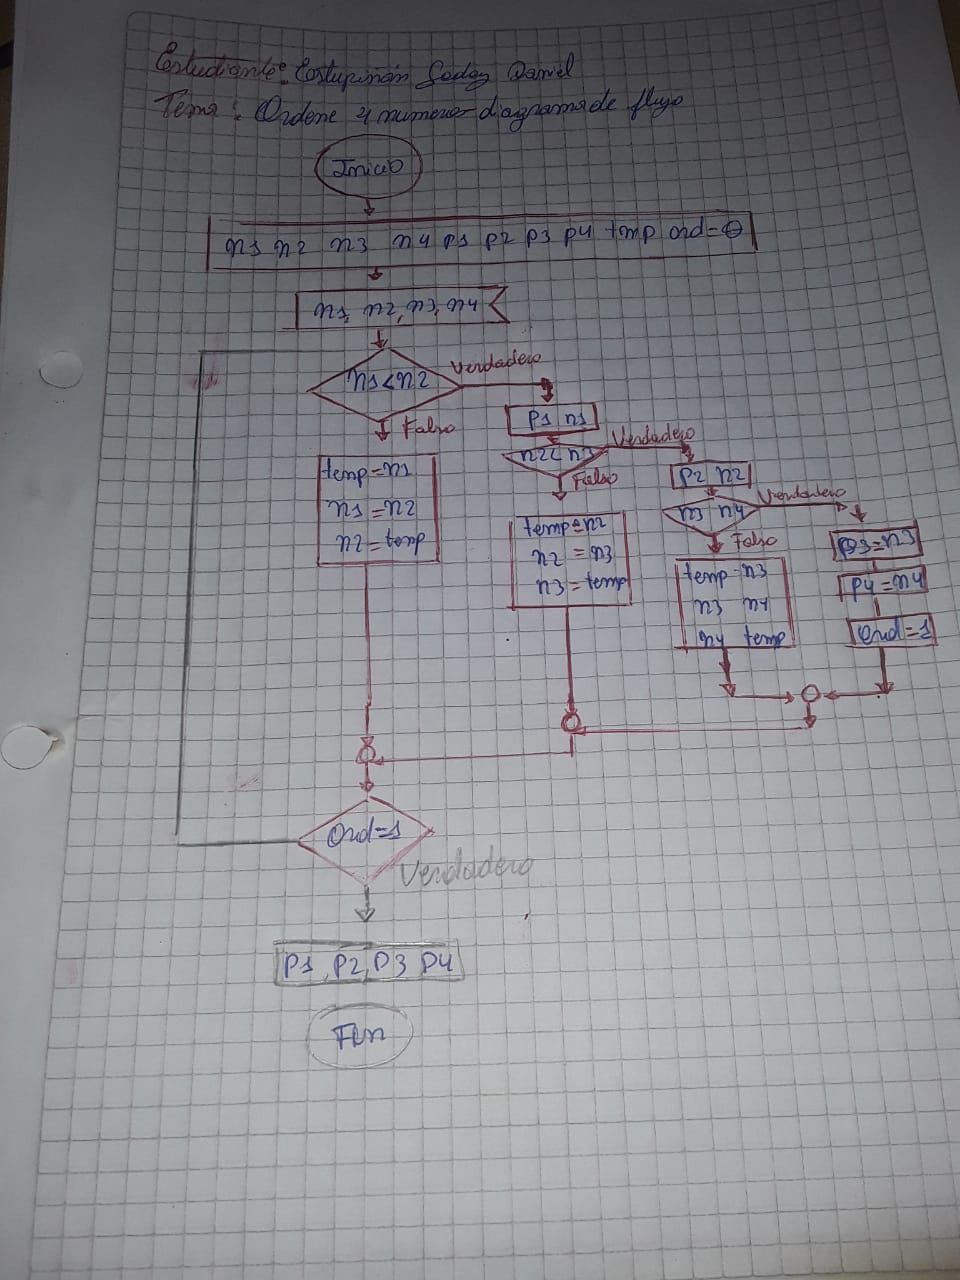 Estudiante: Estupiñán Daniel
Tema: Ordene 4 numeros diagrama de flujo
Inicio
n1 n2 n3 n4 p1 p2 p3 p4 temp ord=0
n1, n2, n3, n4
n1<n2
Verdadero
Falso
temp=n1
n1=n2
n2=temp
p1 n1
n2<n3
Verdadero
Falso
temp=n2
n2=n3
n3=temp
p2 n2
n3 n4
Verdadero
Falso
temp=n3
n3 n4
n4 temp
p3=n3
p4=n4
ord=1
Ord=1
Verdadero
P1, P2, P3 P4
Fin